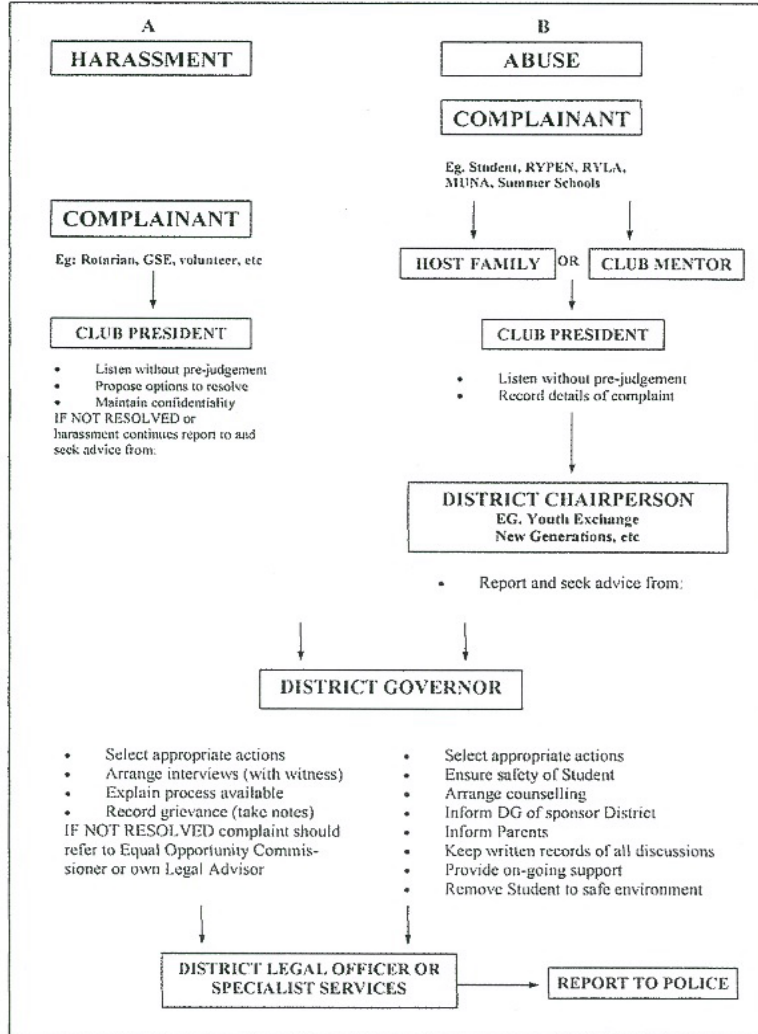 A
HARASSMENT
COMPLAINANT
Eg: Rotarian, GSE, volunteer, etc
CLUB PRESIDENT
• Listen without pre-judgement
• Propose options to resolve
• Maintain confidentiality
IF NOT RESOLVED or
harassment continues report to and
seek advice from:
B
ABUSE
COMPLAINANT
Eg. Student, RYPEN, RYLA,
MUNA, Summer Schools
HOST FAMILY OR CLUB MENTOR
CLUB PRESIDENT
• Listen without pre-judgement
• Record details of complaint
DISTRICT CHAIRPERSON
EG. Youth Exchange
New Generations, etc
• Report and seek advice from:
DISTRICT GOVERNOR
• Select appropriate actions
• Arrange interviews (with witness)
• Explain process available
• Record grievance (take notes)
IF NOT RESOLVED complaint should
refer to Equal Opportunity Commis-
sioner or own Legal Advisor
• Select appropriate actions
• Ensure safety of Student
• Arrange counselling
• Inform DG of sponsor District
• Inform Parents
• Keep written records of all discussions
• Provide on-going support
• Remove Student to safe environment
DISTRICT LEGAL OFFICER OR
SPECIALIST SERVICES
REPORT TO POLICE